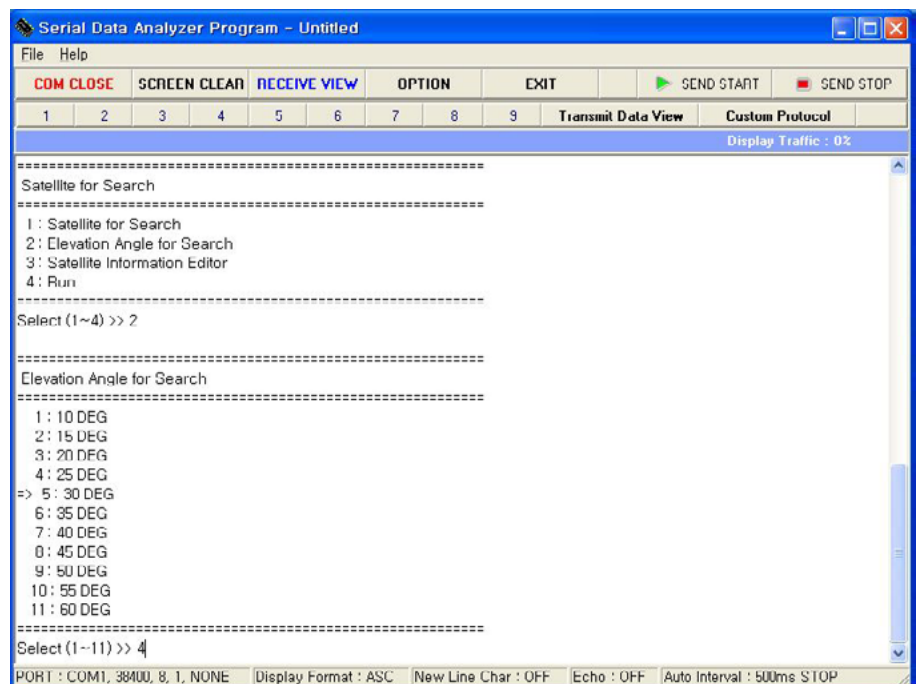 Serial Data Analyzer Program - Untitled
File Help
COM CLOSE SCREEN CLEAR RECEIVE VIEW OPTION EXIT SEND START SEND STOP
1 2 3 4 5 6 7 8 9 Transmit Data View Custom Protocol
Display Traffic : 0%
============================================================
Satellite for Search
============================================================
1 : Satellite for Search
2 : Elevation Angle for Search
3 : Satellite Information Editor
4 : Run
============================================================
Select (1~4) >> 2
============================================================
Elevation Angle for Search
============================================================
1 : 10 DEG
2 : 15 DEG
3 : 20 DEG
4 : 25 DEG
=> 5 : 30 DEG
6 : 35 DEG
7 : 40 DEG
8 : 45 DEG
9 : 50 DEG
10 : 55 DEG
11 : 60 DEG
============================================================
Select (1~11) >> 4
PORT : COM1, 38400, 8, 1, NONE Display Format : ASC New Line Char : OFF Echo : OFF Auto Interval : 500ms STOP